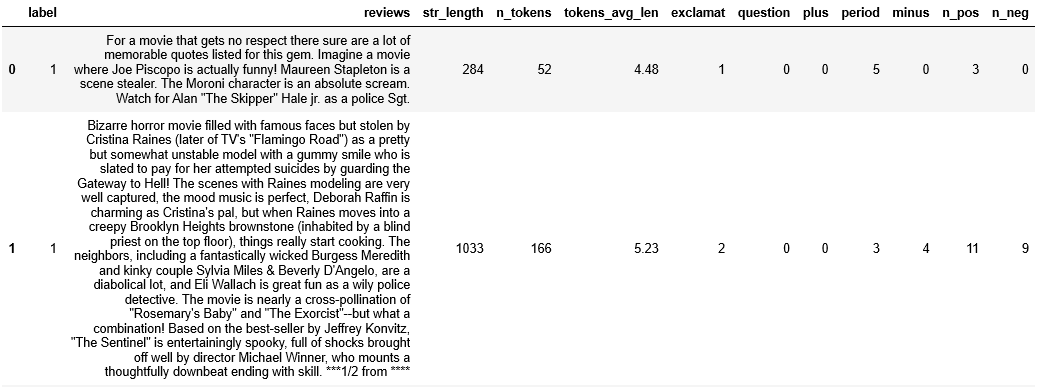 label reviews str_length n_tokens tokens_avg_len exclamat question plus period minus n_pos n_neg
For a movie that gets no respect there sure are a lot of
memorable quotes listed for this gem. Imagine a movie
0 1 where Joe Piscopo is actually funny! Maureen Stapleton is a 284 52 4.48 1 0 0 5 0 3 0
scene stealer. The Moroni character is an absolute scream.
Watch for Alan "The Skipper" Hale jr. as a police Sgt.
Bizarre horror movie filled with famous faces but stolen by
Cristina Raines (later of TV's "Flamingo Road") as a pretty
but somewhat unstable model with a gummy smile who is
slated to pay for her attempted suicides by guarding the
Gateway to Hell! The scenes with Raines modeling are very
well captured, the mood music is perfect, Deborah Raffin is
charming as Cristina's pal, but when Raines moves into a
creepy Brooklyn Heights brownstone (inhabited by a blind
1 1 priest on the top floor), things really start cooking. The 1033 166 5.23 2 0 0 3 4 11 9
neighbors, including a fantastically wicked Burgess Meredith
and kinky couple Sylvia Miles & Beverly D'Angelo, are a
diabolical lot, and Eli Wallach is great fun as a wily police
detective. The movie is nearly a cross-pollination of
"Rosemary's Baby" and "The Exorcist"--but what a
combination! Based on the best-seller by Jeffrey Konvitz,
"The Sentinel" is entertainingly spooky, full of shocks brought
off well by director Michael Winner, who mounts a
thoughtfully downbeat ending with skill. ***1/2 from ****